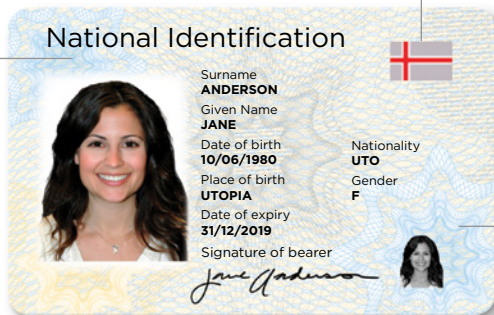 National Identification
Surname
ANDERSON
Given Name
JANE
Date of birth
10/06/1980
Nationality
UTO
Place of birth
UTOPIA
Gender
F
Date of expiry
31/12/2019
Signature of bearer
Jane Anderson